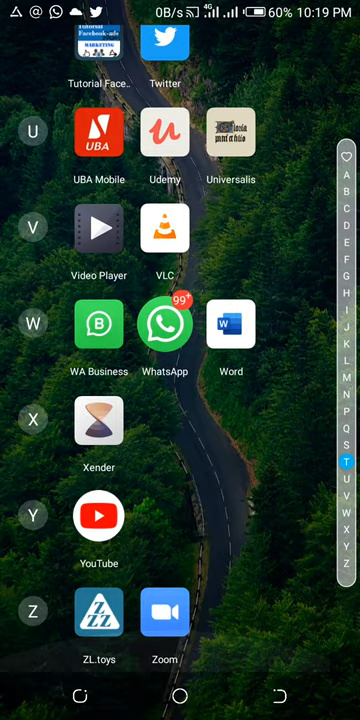 0B/s 4G 60% 10:19 PM
Tutorial
Facebook-ads
MARKETING
Tutorial Face.. Twitter
U
UBA
UBA Mobile Udemy Universalis
V
Video Player VLC
W
99+
WA Business WhatsApp Word
X
Xender
Y
YouTube
Z
ZL.toys Zoom
A
B
C
D
E
F
G
H
I
J
K
L
M
N
P
Q
S
T
U
V
W
X
Y
Z